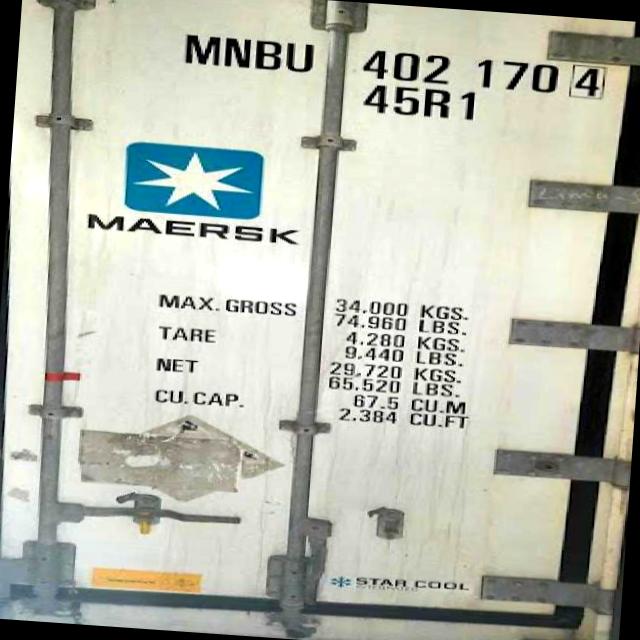 MNBU 402 170 4
45R1
MAERSK
MAX. GROSS 34.000 KGS.
74.960 LBS.
TARE 4.280 KGS.
9.440 LBS.
NET 29.720 KGS.
65.520 LBS.
CU. CAP. 67.5 CU.M
2.384 CU.FT
STAR COOL